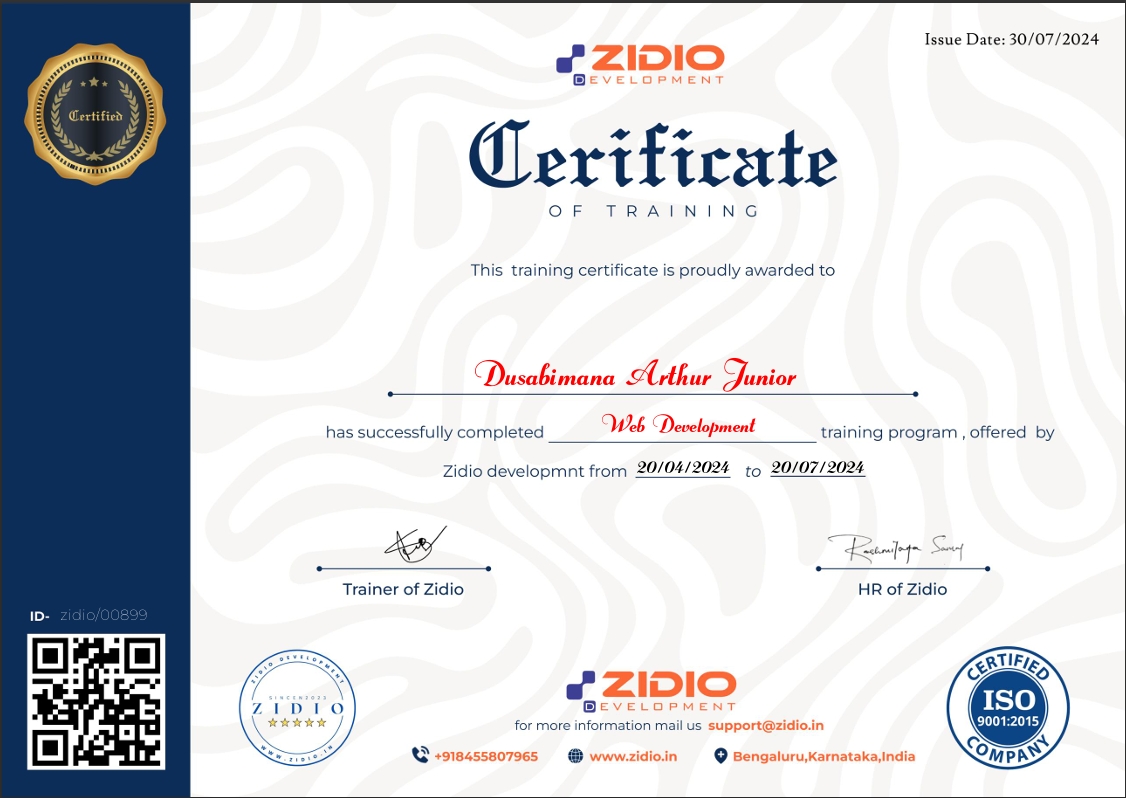 Issue Date: 30/07/2024
ZIDIO
DEVELOPMENT
Certified
Cerificate
OF TRAINING
This training certificate is proudly awarded to
Dusabimana Arthur Junior
has successfully completed Web Development training program , offered by
Zidio developmnt from 20/04/2024 to 20/07/2024
Trainer of Zidio
HR of Zidio
ID- zidio/00899
ZIDIO DEVELOPMENT
SINCE2023
ZIDIO
WWW.ZIDIO.IN
ZIDIO
DEVELOPMENT
for more information mail us support@zidio.in
+918455807965 www.zidio.in Bengaluru,Karnataka,India
CERTIFIED
ISO
9001:2015
COMPANY